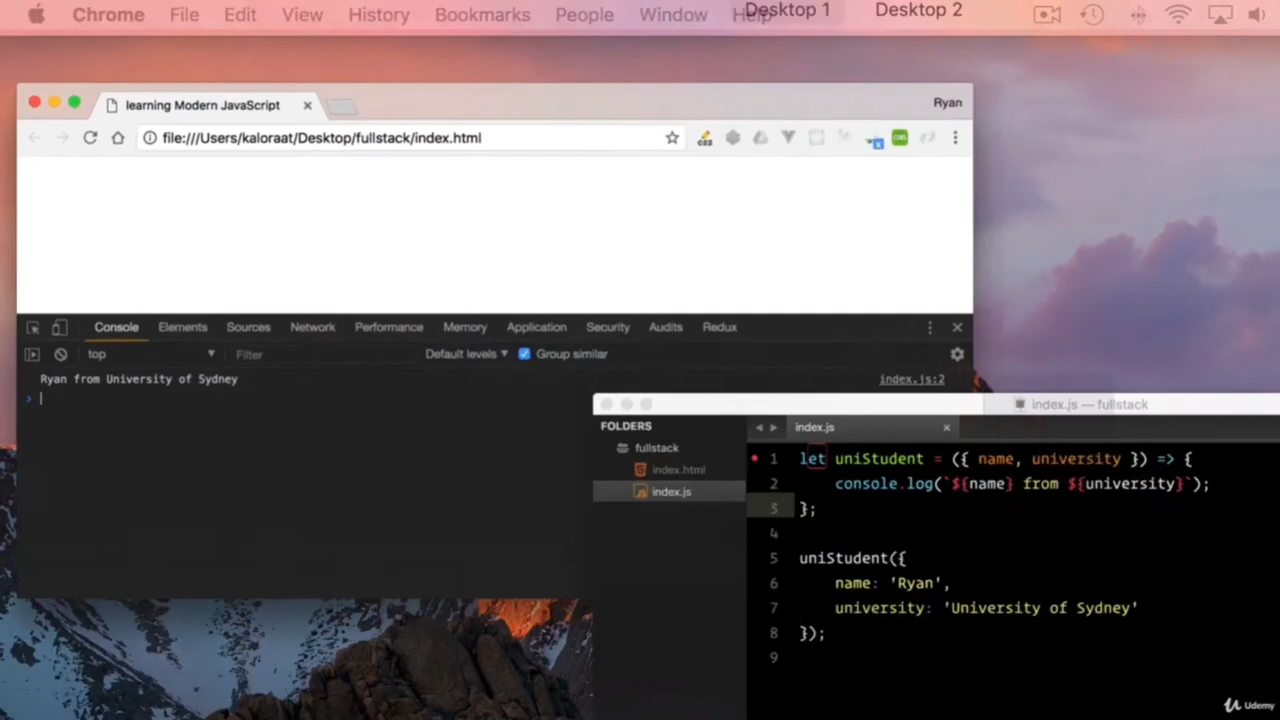 Chrome File Edit View History Bookmarks People Window Help Desktop 1 Desktop 2
learning Modern JavaScript
Ryan
file:///Users/kaloraat/Desktop/fullstack/index.html
css
Console Elements Sources Network Performance Memory Application Security Audits Redux
top Filter Default levels Group similar
Ryan from University of Sydney index.js:2
index.js — fullstack
FOLDERS
fullstack
index.html
index.js
index.js
1 let uniStudent = ({ name, university }) => {
2 console.log(`${name} from ${university}`);
3 };
4
5 uniStudent({
6 name: 'Ryan',
7 university: 'University of Sydney'
8 });
9
Udemy